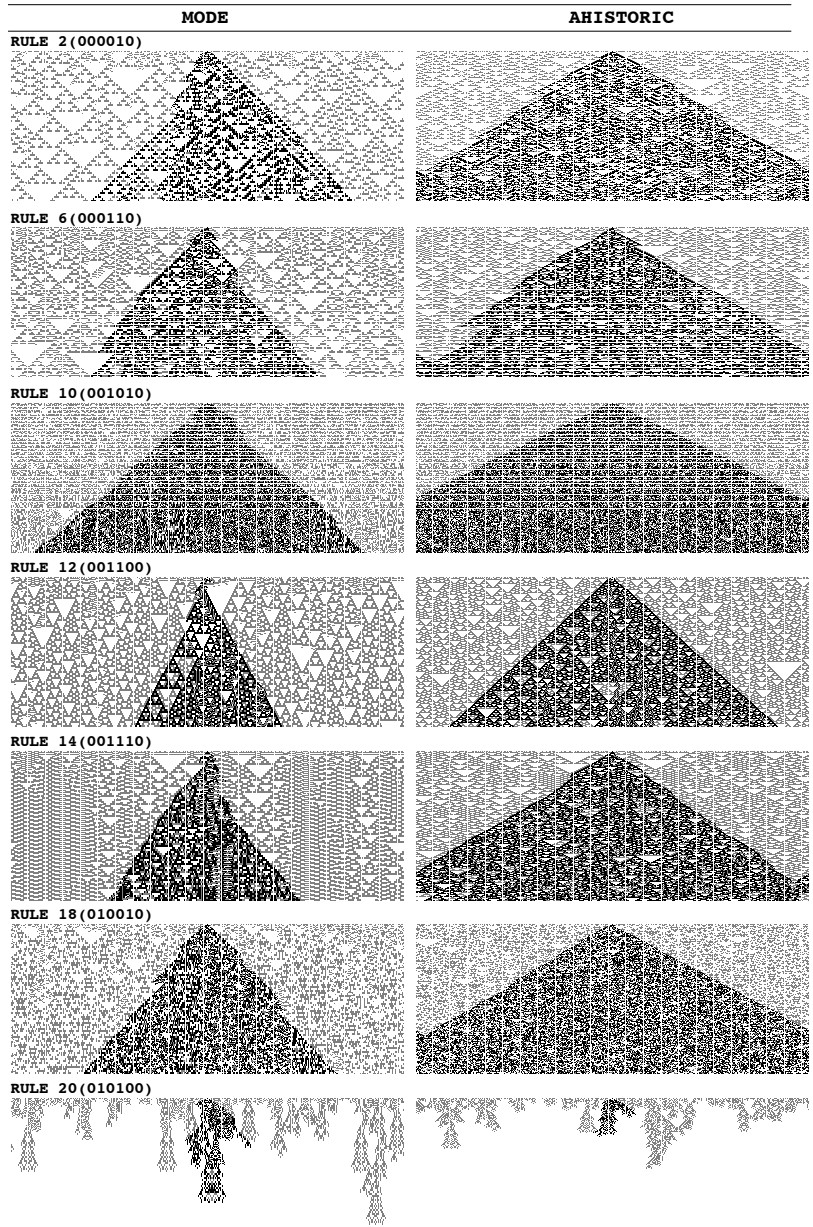 MODE AHISTORIC
RULE 2(000010)
RULE 6(000110)
RULE 10(001010)
RULE 12(001100)
RULE 14(001110)
RULE 18(010010)
RULE 20(010100)